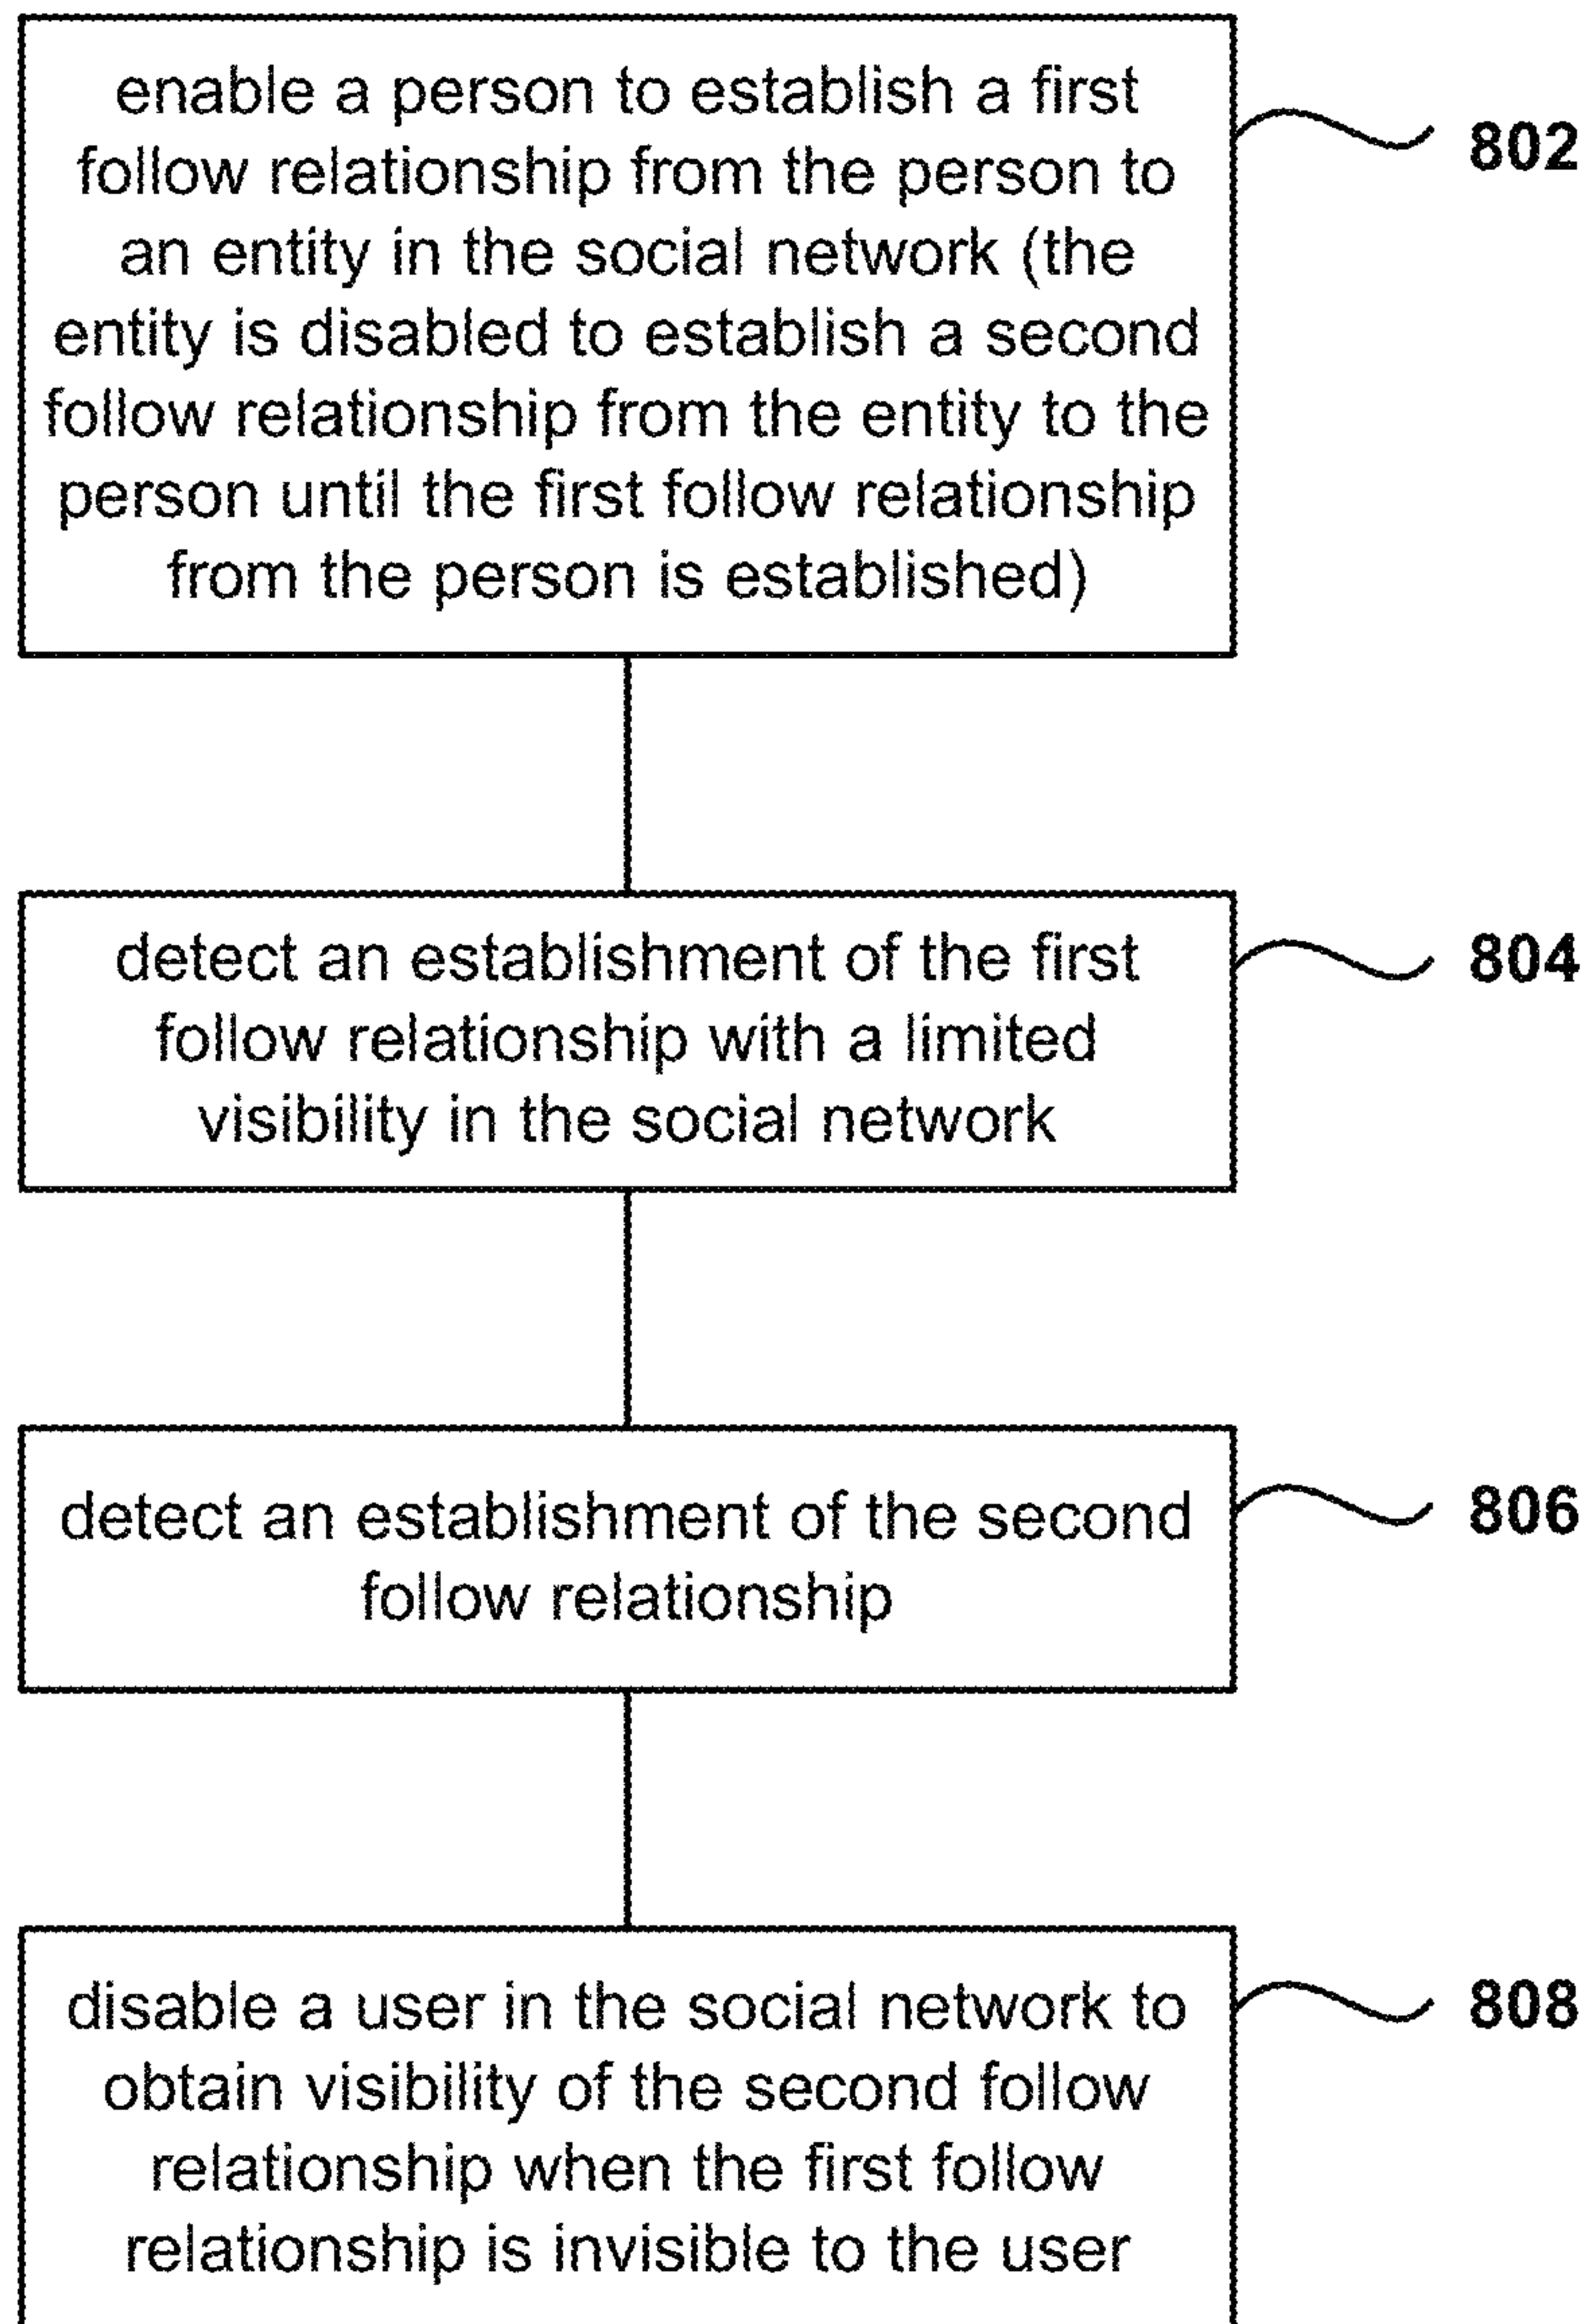 enable a person to establish a first
follow relationship from the person to
an entity in the social network (the
entity is disabled to establish a second
follow relationship from the entity to the
person until the first follow relationship
from the person is established)
802
detect an establishment of the first
follow relationship with a limited
visibility in the social network
804
detect an establishment of the second
follow relationship
806
disable a user in the social network to
obtain visibility of the second follow
relationship when the first follow
relationship is invisible to the user
808